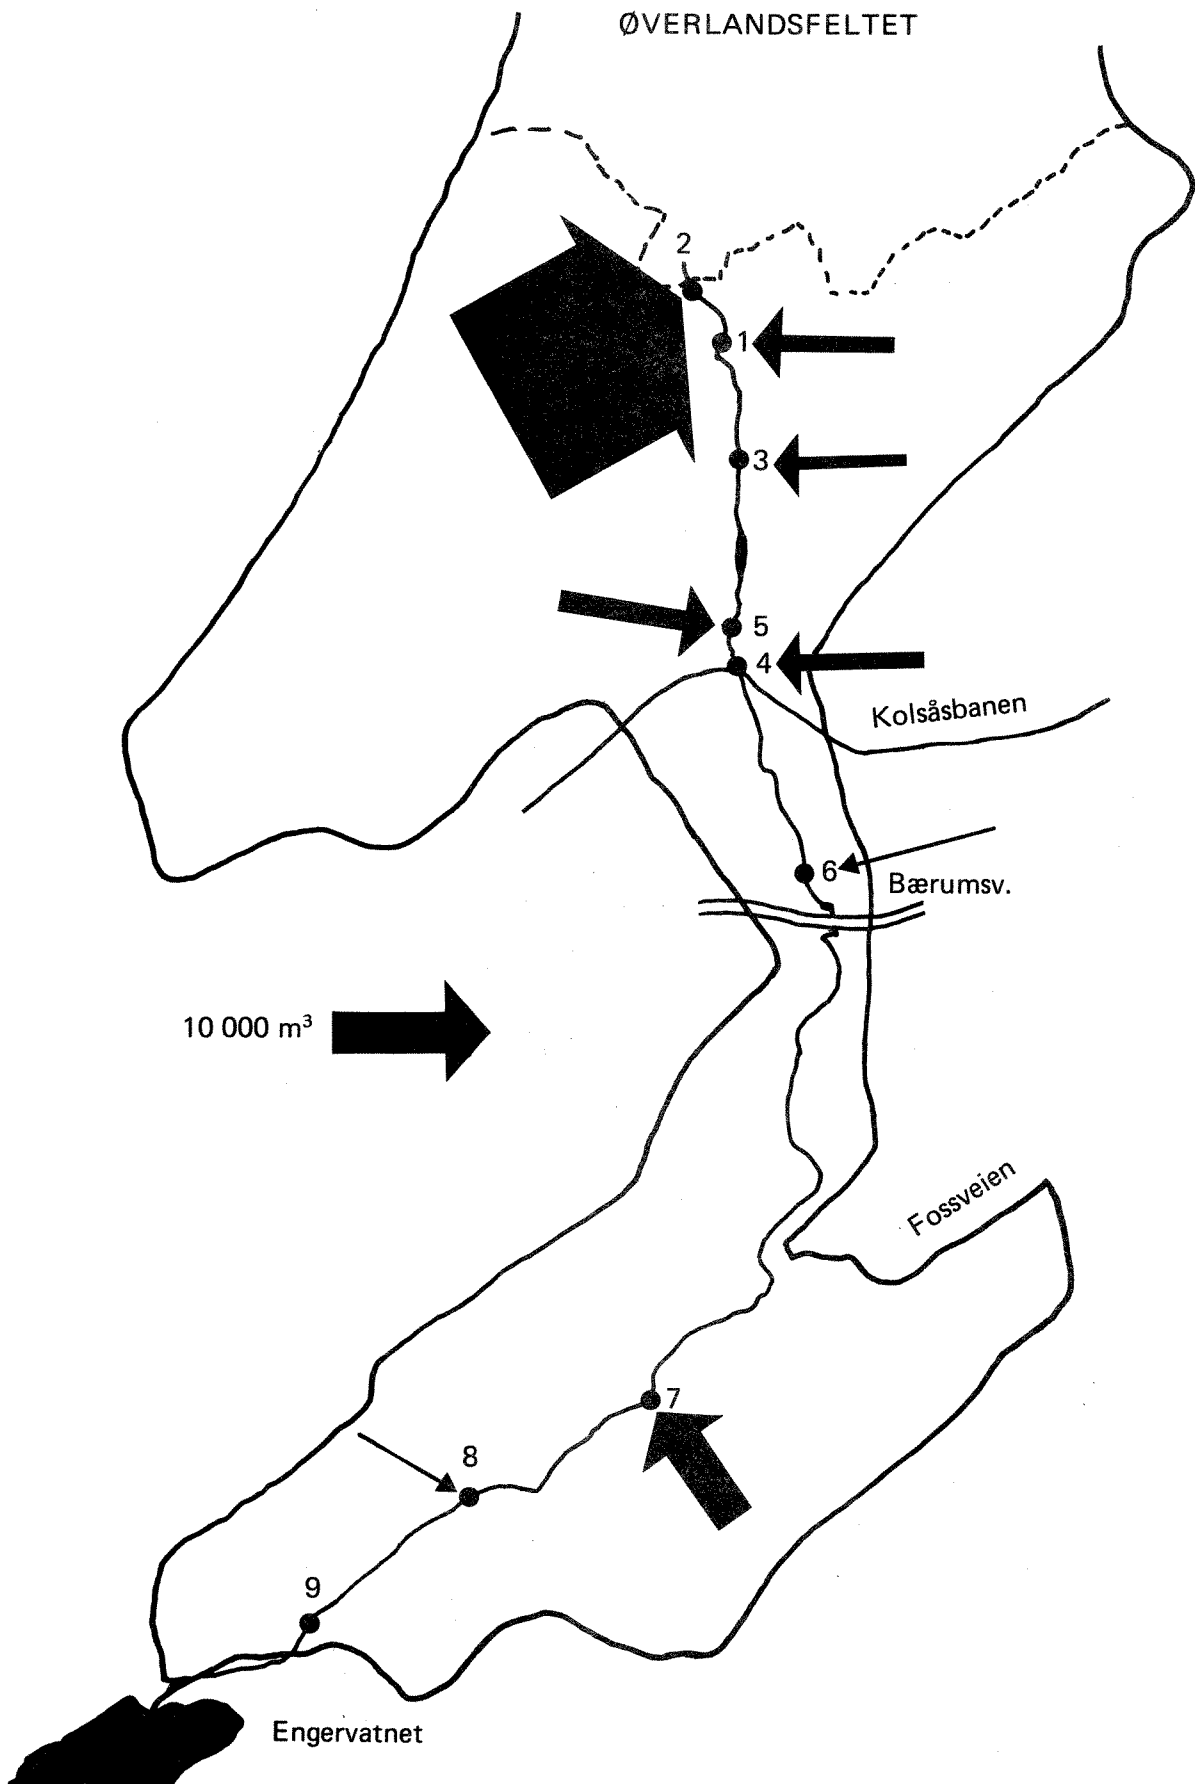 ØVERLANDSFELTET
2
1
3
5
4
Kolsåsbanen
6
Bærumsv.
10 000 m³
Fossveien
7
8
9
Engervatnet